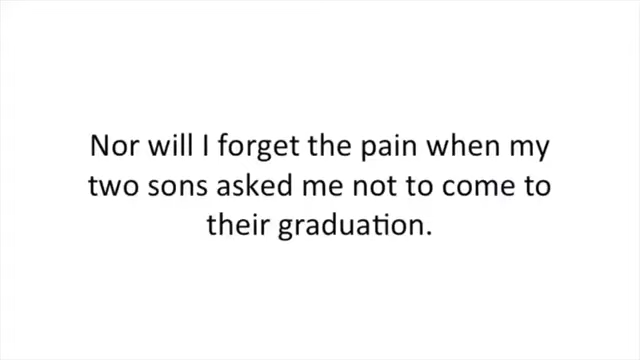 Nor will I forget the pain when my
two sons asked me not to come to
their graduation.